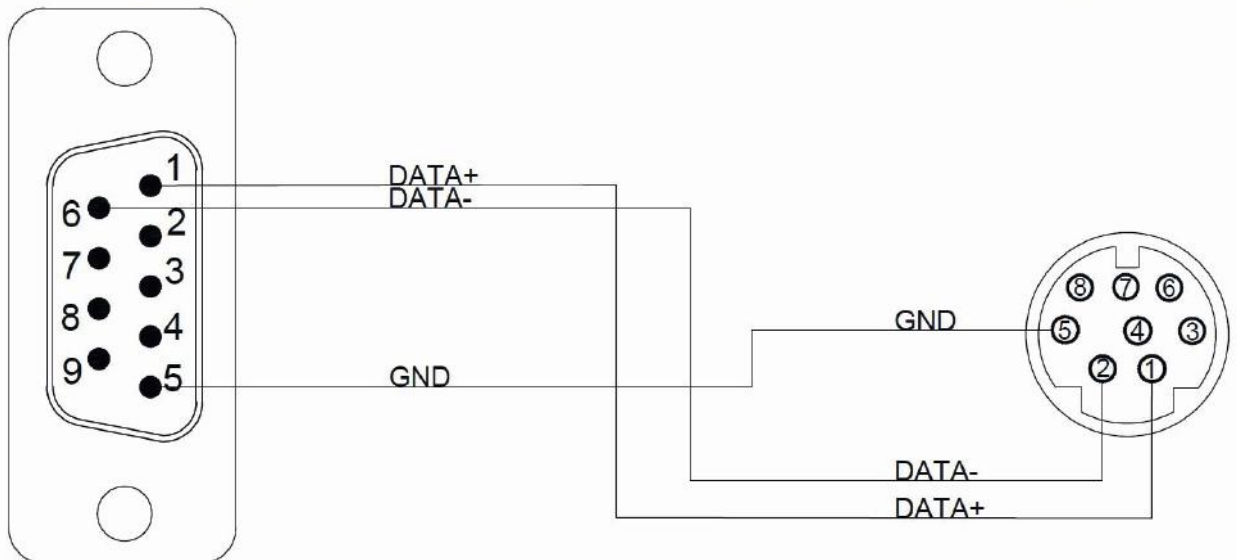 1
DATA+
6
DATA-
2
7
3
8 7 6
8
GND
5 4 3
4
9
5
GND
2 1
DATA-
DATA+